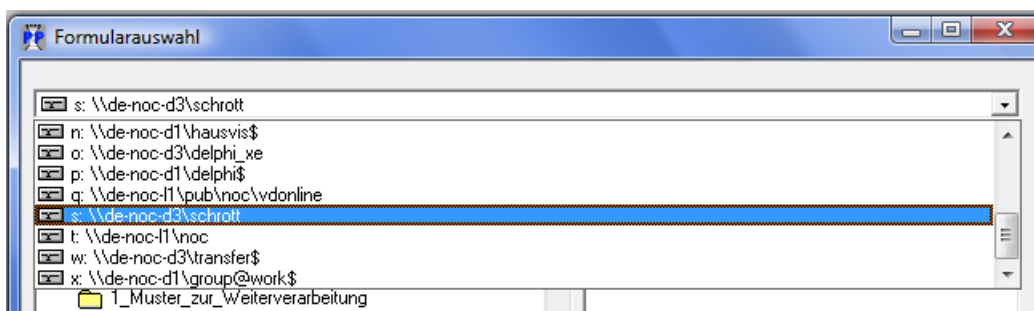 PP Formularauswahl
s: \\de-noc-d3\schrott
n: \\de-noc-d1\hausvis$
o: \\de-noc-d3\delphi_xe
p: \\de-noc-d1\delphi$
q: \\de-noc-l1\pub\noc\vdonline
s: \\de-noc-d3\schrott
t: \\de-noc-l1\noc
w: \\de-noc-d3\transfer$
x: \\de-noc-d1\group@work$
1_Muster_zur_Weiterverarbeitung